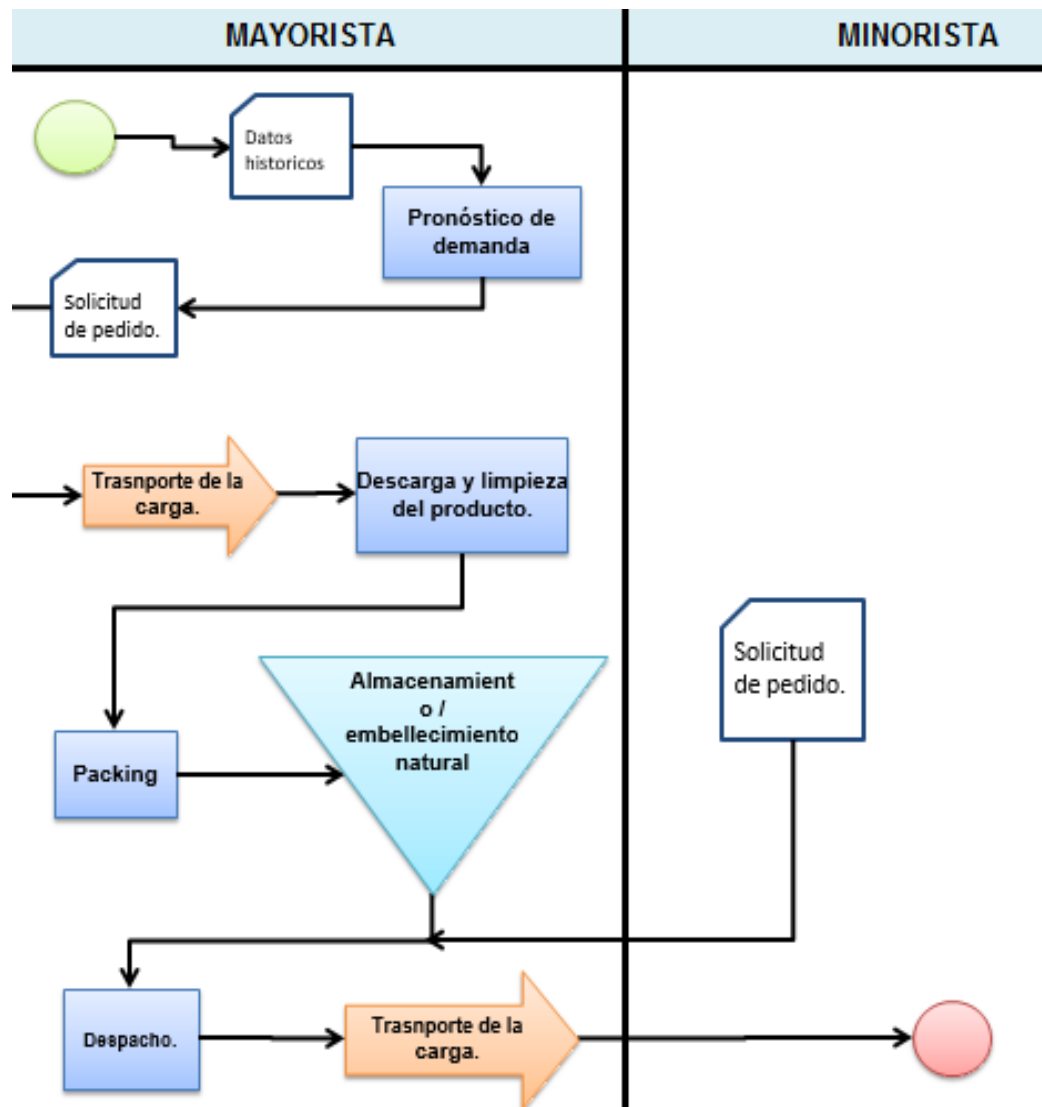 MAYORISTA
MINORISTA
Datos
historicos
Pronóstico de
demanda
Solicitud
de pedido.
Trasnporte de la
carga.
Descarga y limpieza
del producto.
Almacenamient
o /
embellecimiento
natural
Solicitud
de pedido.
Packing
Despacho.
Trasnporte de la
carga.